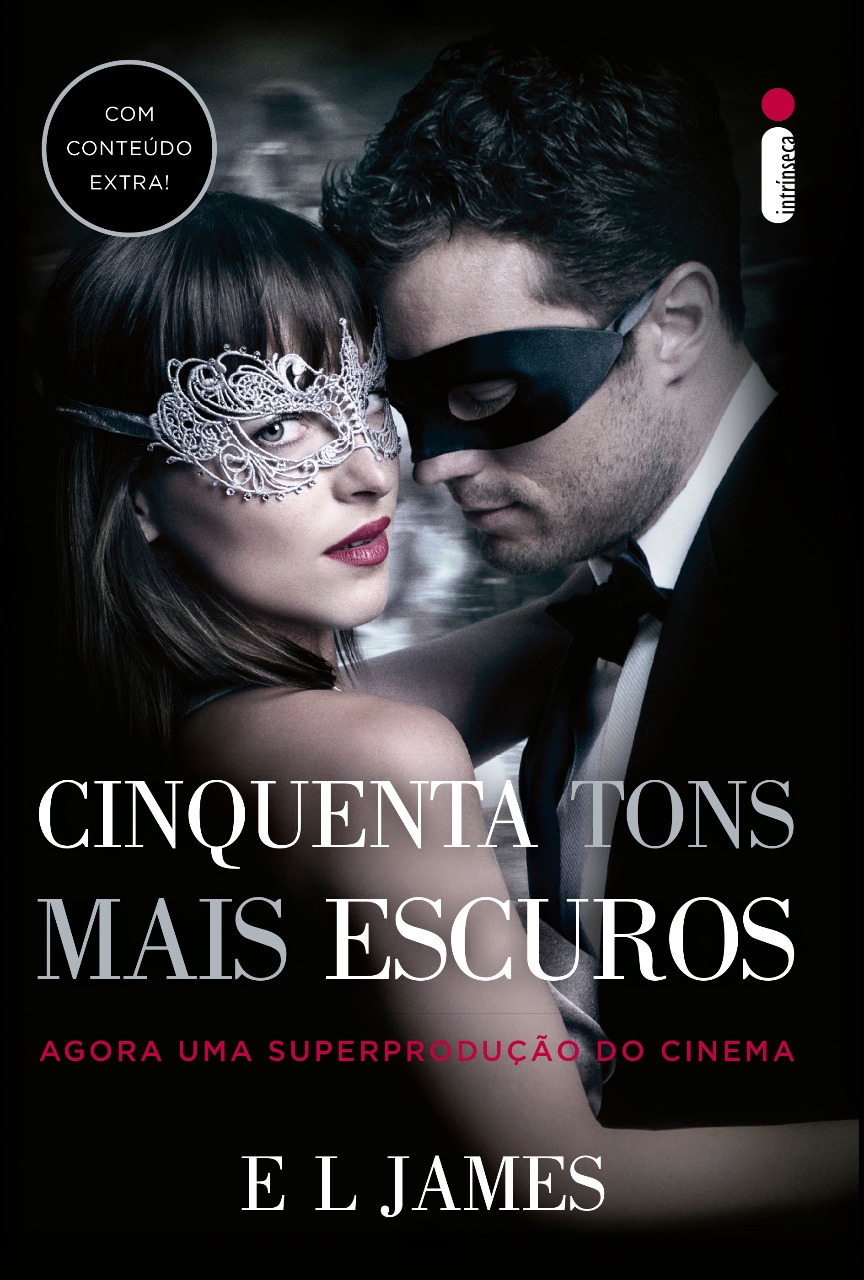 COM
CONTEÚDO
EXTRA!
intrínseca
CINQUENTA TONS
MAIS ESCUROS
AGORA UMA SUPERPRODUÇÃO DO CINEMA
E L JAMES